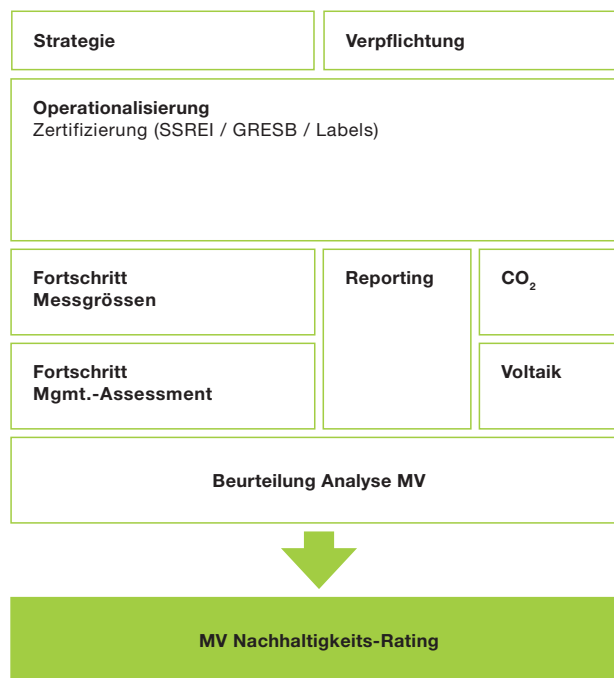 Strategie
Verpflichtung
Operationalisierung
Zertifizierung (SSREI / GRESB / Labels)
Fortschritt
Messgrössen
Reporting
CO₂
Fortschritt
Mgmt.-Assessment
Voltaik
Beurteilung Analyse MV
MV Nachhaltigkeits-Rating